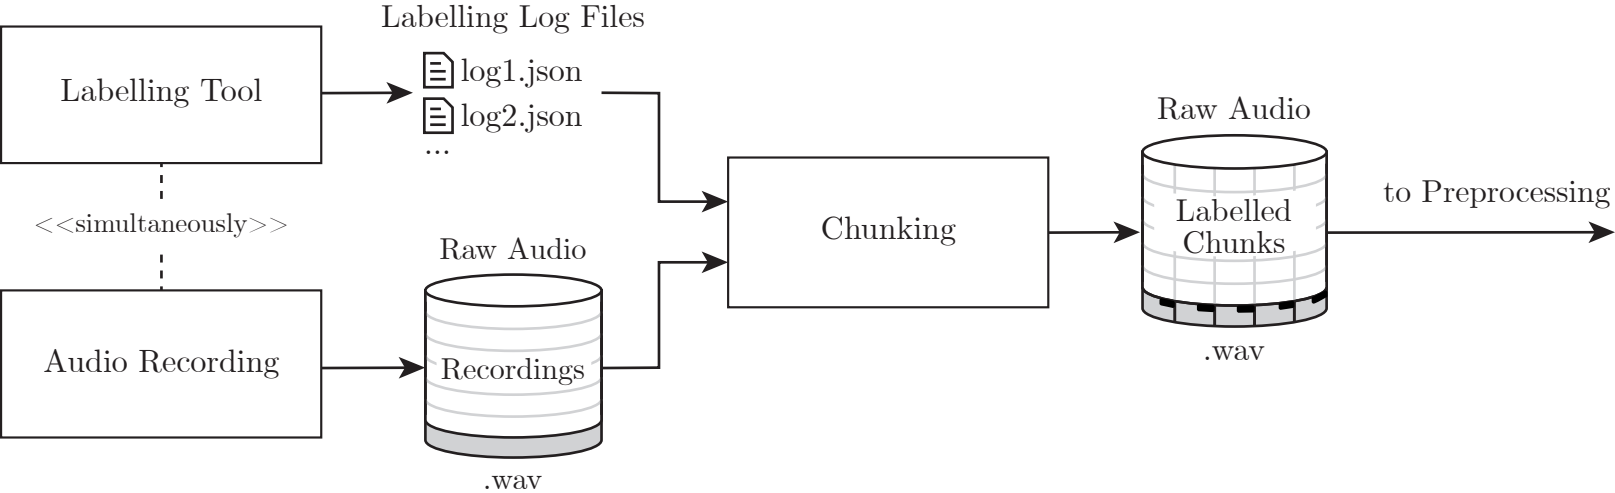 Labelling Log Files
Labelling Tool
log1.json
log2.json
...
<<simultaneously>>
Audio Recording
Raw Audio
Recordings
.wav
Chunking
Raw Audio
Labelled
Chunks
.wav
to Preprocessing